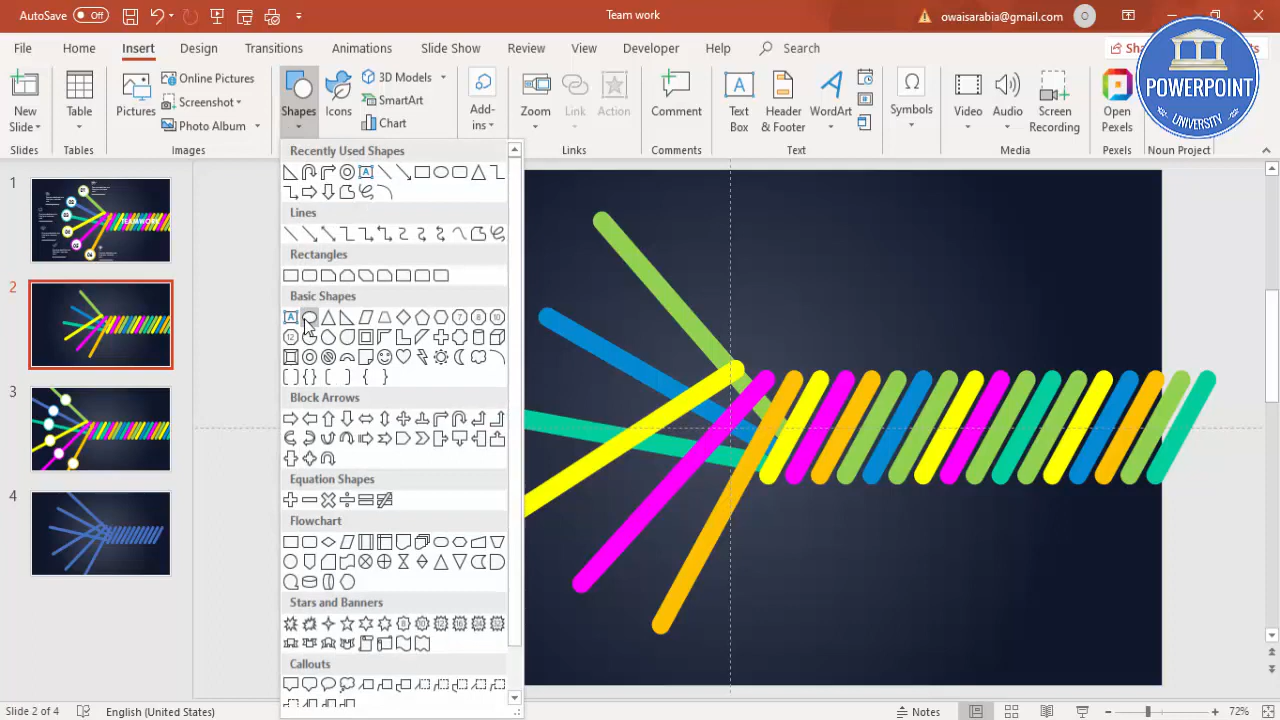 AutoSave Off
Team work
owaisarabia@gmail.com
O
File Home Insert Design Transitions Animations Slide Show Review View Developer Help Search
New Slide
Slides
Table
Tables
Pictures
Online Pictures
Screenshot
Photo Album
Images
Shapes
Icons
3D Models
SmartArt
Chart
Add-ins
Zoom
Link
Action
Links
Comment
Comments
Text Box
Header & Footer
WordArt
Text
Symbols
Video
Audio
Screen Recording
Media
Open Pexels
Pexels
Noun Project
POWERPOINT
UNIVERSITY
Recently Used Shapes
Lines
Rectangles
Basic Shapes
Block Arrows
Equation Shapes
Flowchart
Stars and Banners
Callouts
1
TEAMWORK
2
3
4
Slide 2 of 4
English (United States)
Notes
72%